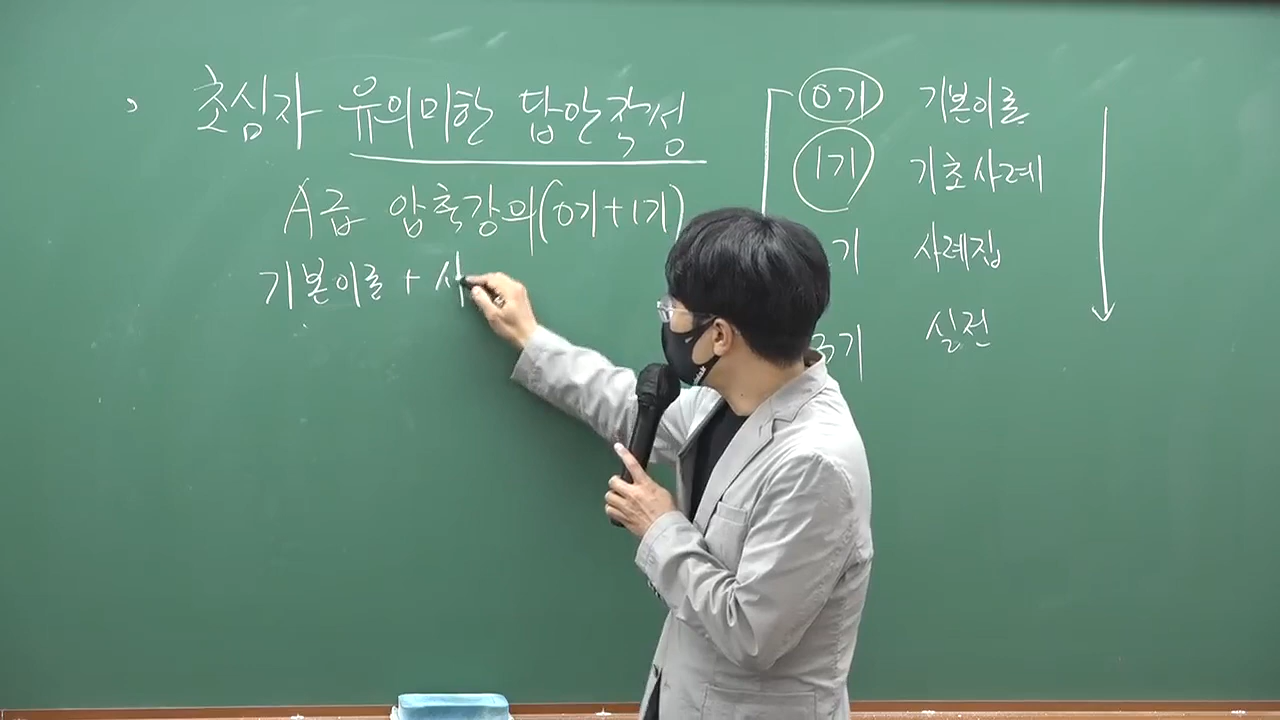 초심자 유의미한 답안작성
A급 압축강의(0기+1기)
기본이론 + 사
0기 기본이론
1기 기초사례
기 사례집
3기 실전